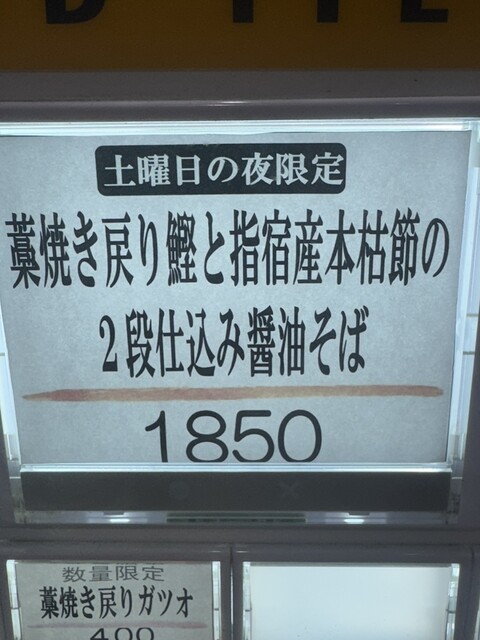 土曜日の夜限定
藁焼き戻り鰹と指宿産本枯節の
2段仕込み醤油そば
1850
数量限定
藁焼き戻りガツオ
400